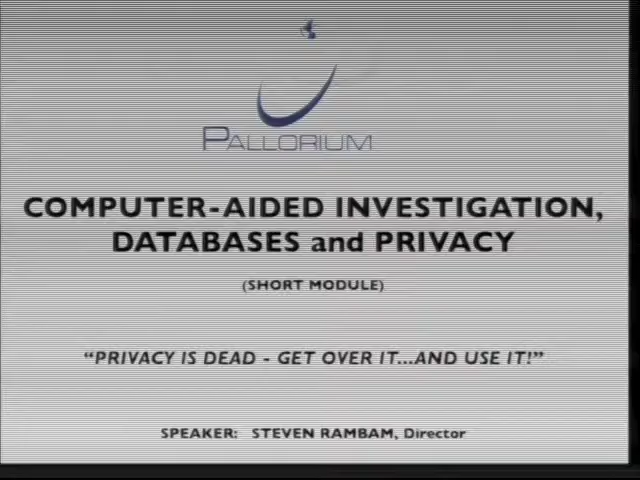 PALLORIUM
COMPUTER-AIDED INVESTIGATION,
DATABASES and PRIVACY
(SHORT MODULE)
"PRIVACY IS DEAD - GET OVER IT...AND USE IT!"
SPEAKER: STEVEN RAMBAM, Director